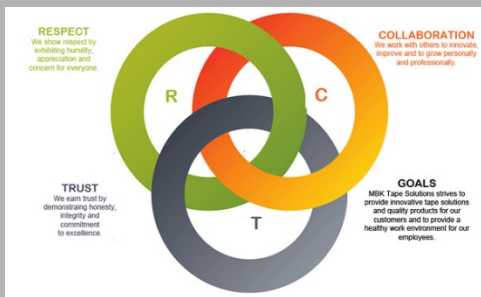 RESPECT
We show respect by
exhibiting humility,
appreciation and
concern for everyone.
COLLABORATION
We work with others to innovate,
improve and to grow personally
and professionally.
R
C
T
TRUST
We earn trust by
demonstraing honesty,
integrity and
commitment
to excellence.
GOALS
MBK Tape Solutions strives to
provide innovative tape solutions
and quality products for our
customers and to provide a
healthy work environment for our
employees.